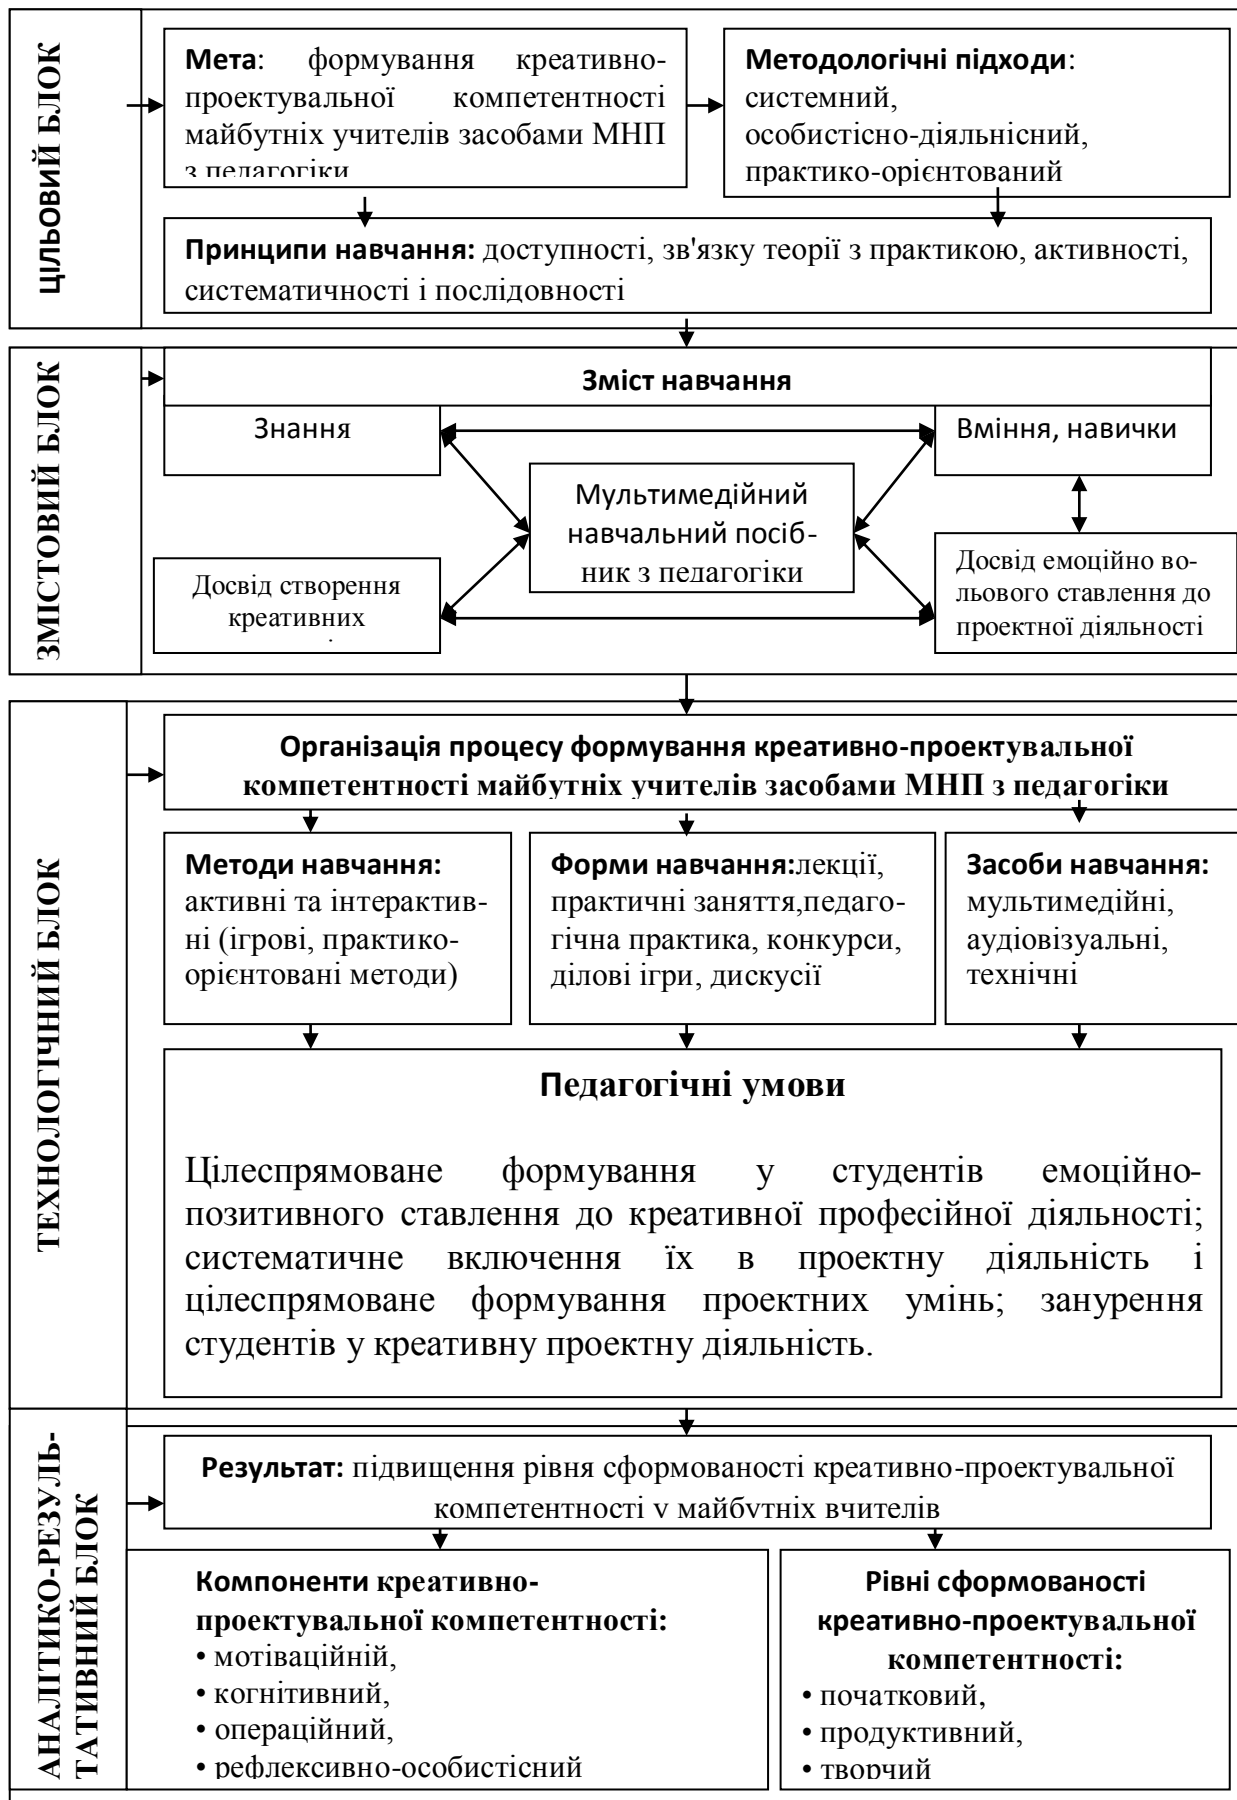 ЦІЛЬОВИЙ БЛОК
Мета: формування креативно-
проектувальної компетентності
майбутніх учителів засобами МНП
з педагогіки
Методологічні підходи:
системний,
особистісно-діяльнісний,
практико-орієнтований
Принципи навчання: доступності, зв'язку теорії з практикою, активності,
систематичності і послідовності
ЗМІСТОВИЙ БЛОК
Зміст навчання
Знання
Вміння, навички
Мультимедійний
навчальний посіб-
ник з педагогіки
Досвід створення
креативних
Досвід емоційно во-
льового ставлення до
проектної діяльності
ТЕХНОЛОГІЧНИЙ БЛОК
Організація процесу формування креативно-проектувальної
компетентності майбутніх учителів засобами МНП з педагогіки
Методи навчання:
активні та інтерактив-
ні (ігрові, практико-
орієнтовані методи)
Форми навчання:лекції,
практичні заняття,педаго-
гічна практика, конкурси,
ділові ігри, дискусії
Засоби навчання:
мультимедійні,
аудіовізуальні,
технічні
Педагогічні умови
Цілеспрямоване формування у студентів емоційно-
позитивного ставлення до креативної професійної діяльності;
систематичне включення їх в проектну діяльність і
цілеспрямоване формування проектних умінь; занурення
студентів у креативну проектну діяльність.
АНАЛІТИКО-РЕЗУЛЬ-
ТАТИВНИЙ БЛОК
Результат: підвищення рівня сформованості креативно-проектувальної
компетентності у майбутніх вчителів
Компоненти креативно-
проектувальної компетентності:
• мотіваційній,
• когнітивний,
• операційний,
• рефлексивно-особистісний
Рівні сформованості
креативно-проектувальної
компетентності:
• початковий,
• продуктивний,
• творчий